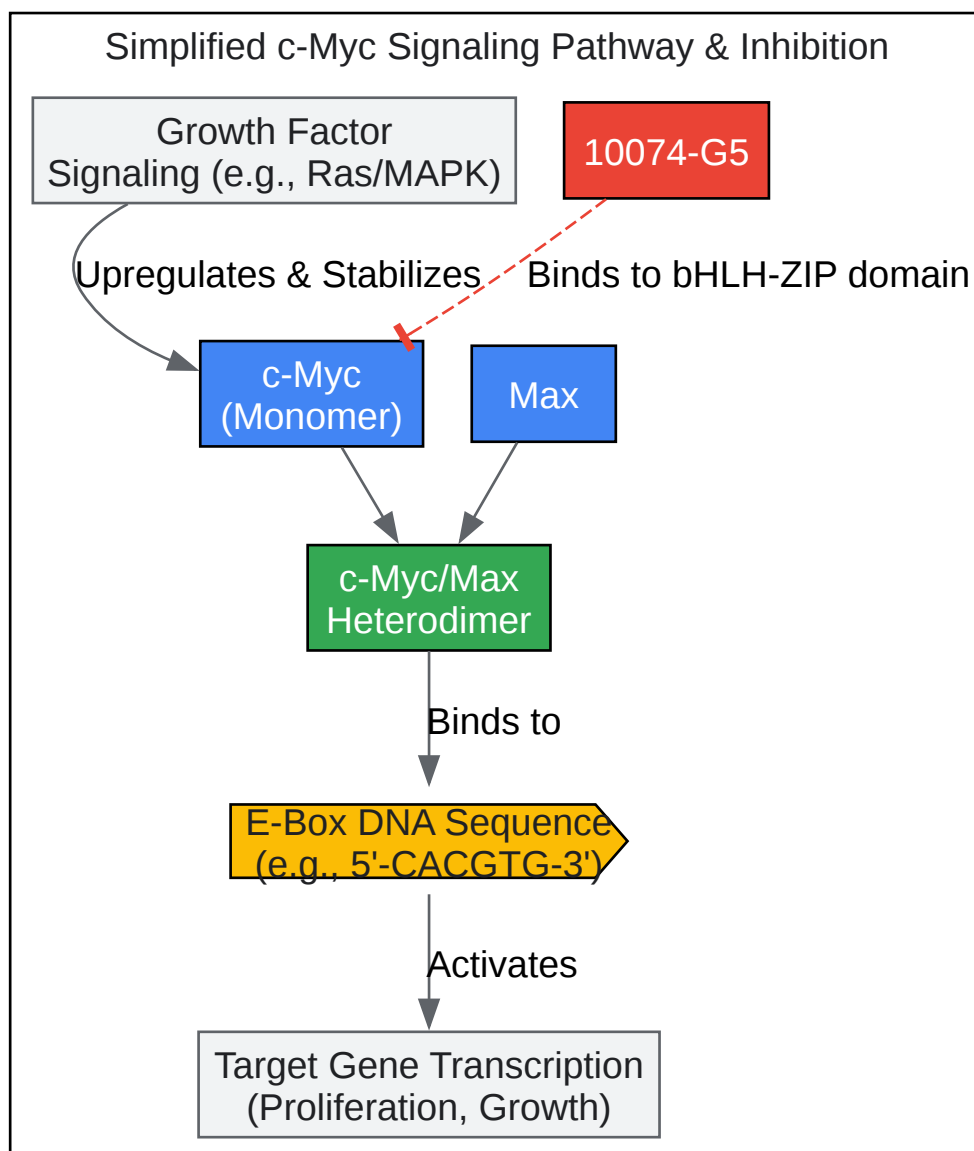 Simplified c-Myc Signaling Pathway & Inhibition
Growth Factor
Signaling (e.g., Ras/MAPK)
10074-G5
Upregulates & Stabilizes
Binds to bHLH-ZIP domain
c-Myc
(Monomer)
Max
c-Myc/Max
Heterodimer
Binds to
E-Box DNA Sequence
(e.g., 5'-CACGTG-3')
Activates
Target Gene Transcription
(Proliferation, Growth)